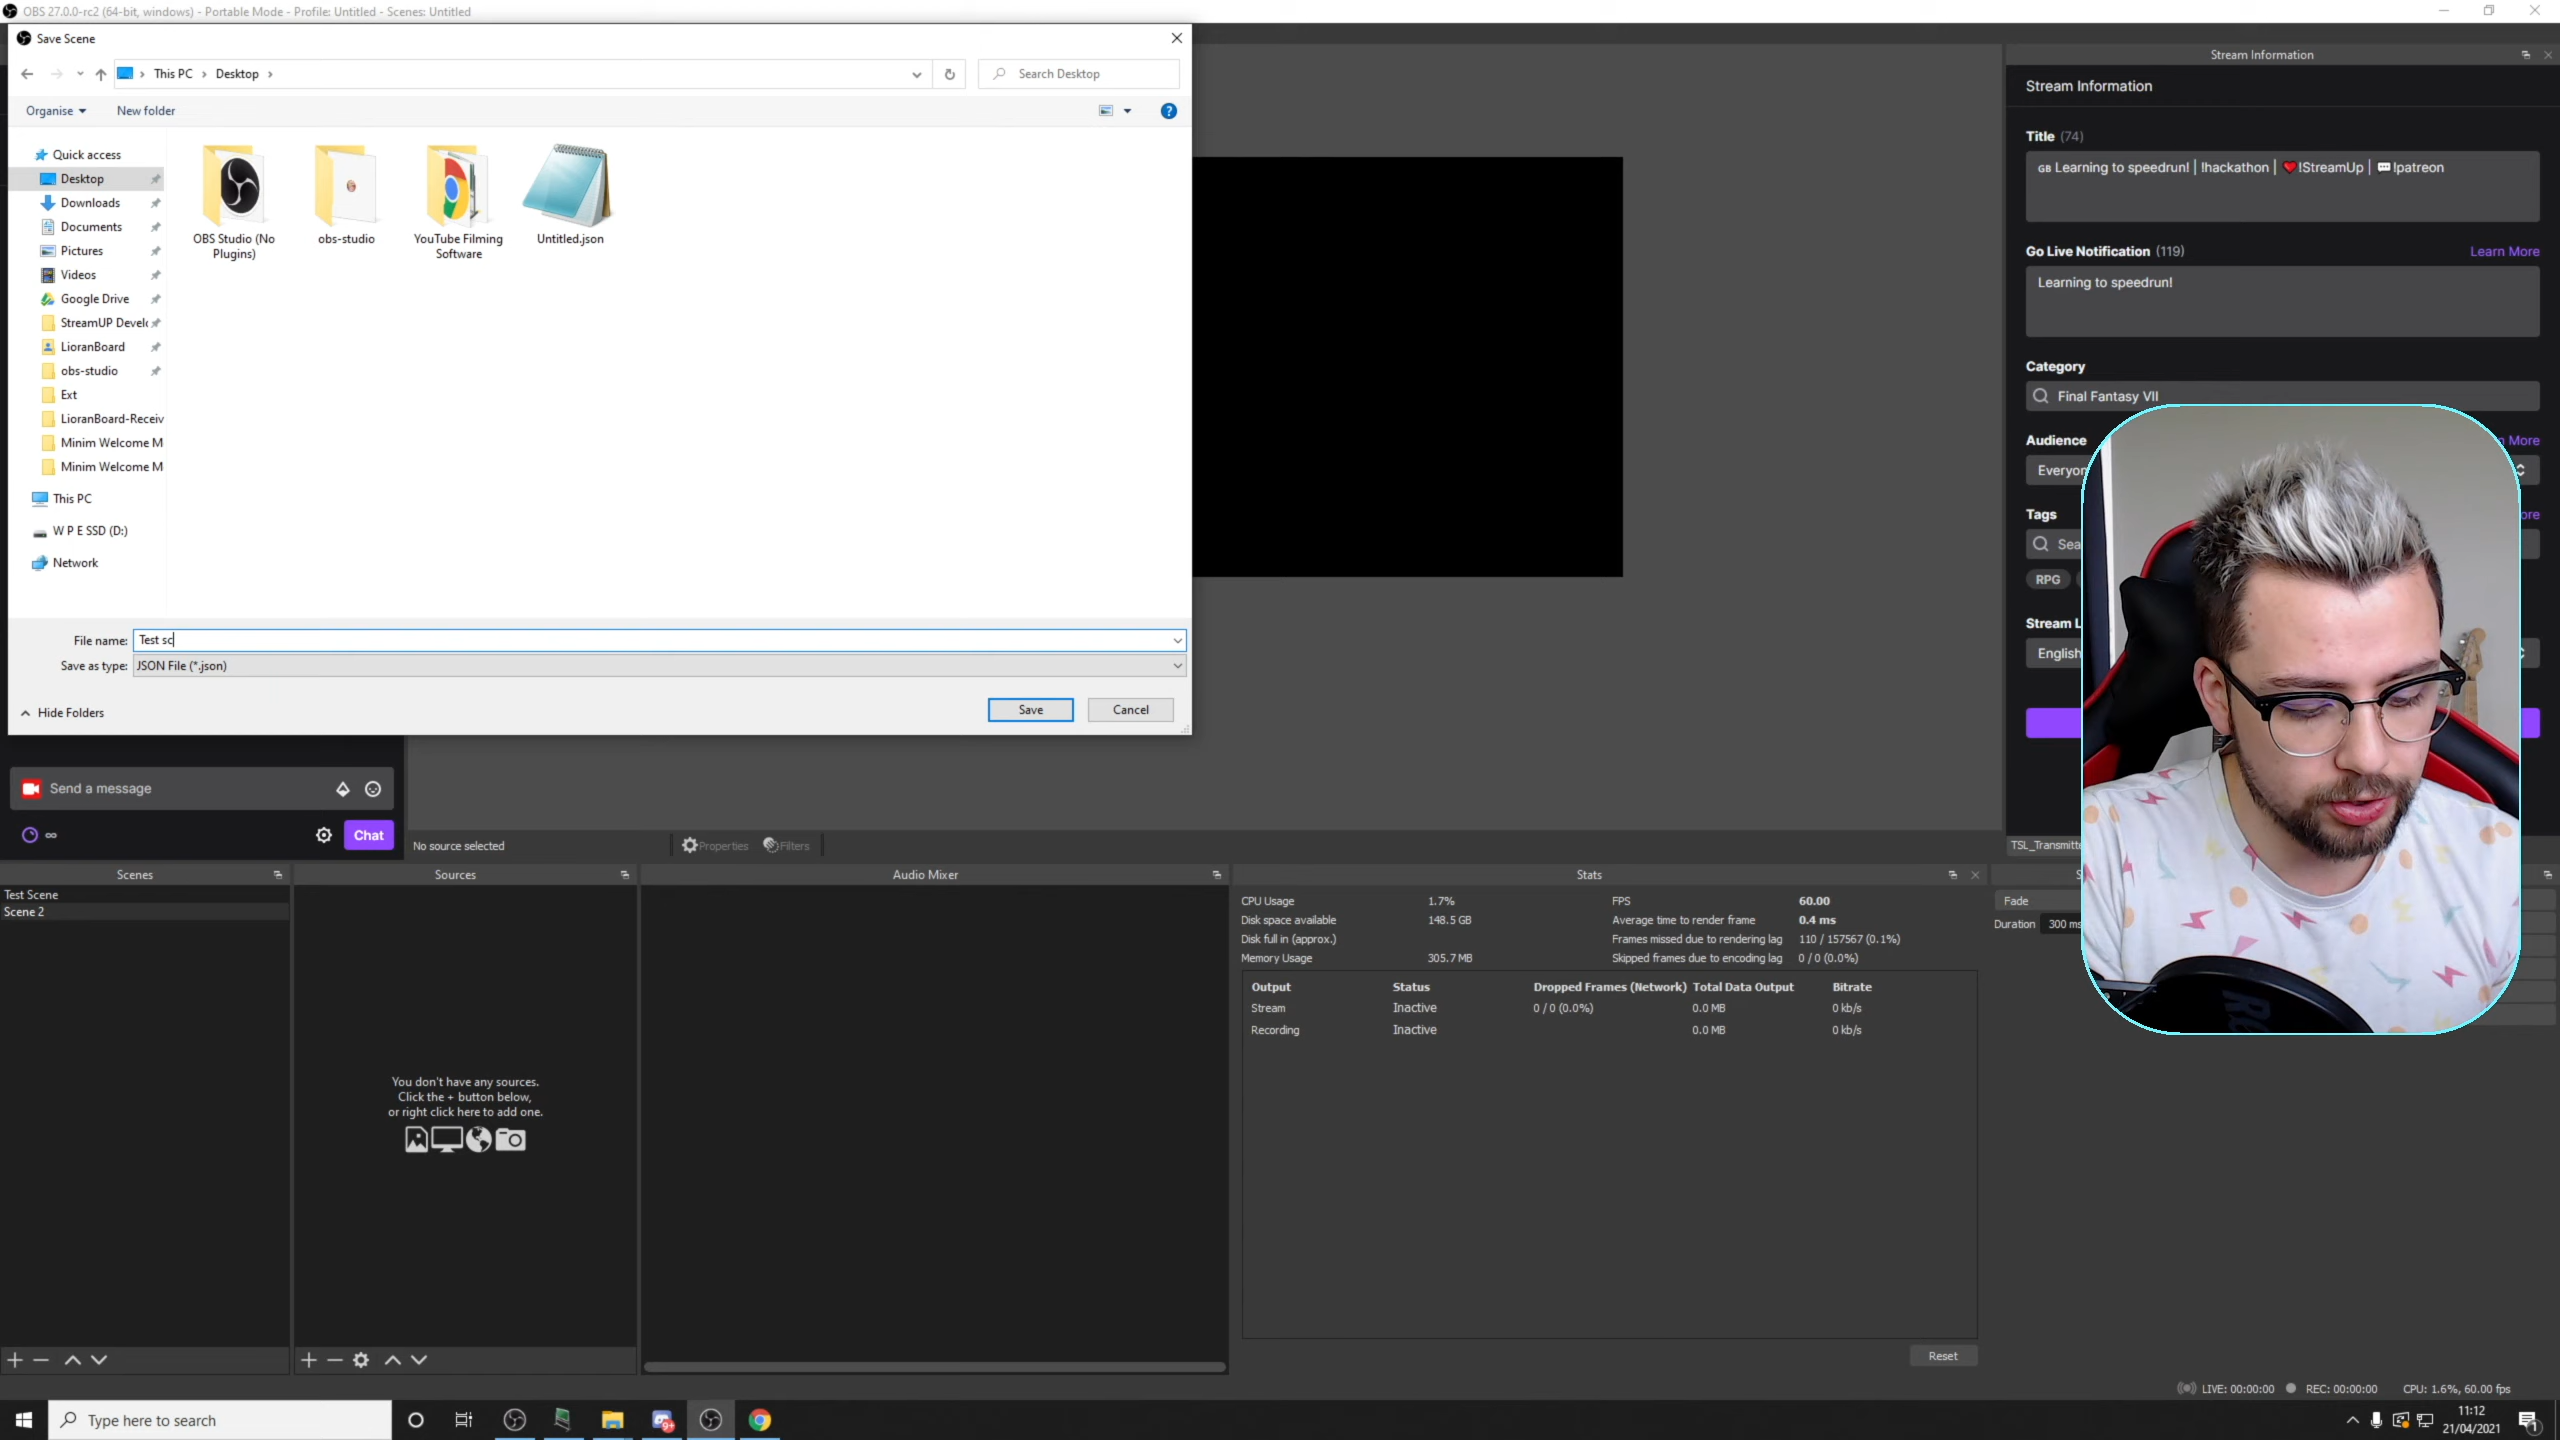 OBS 27.0.0-rc2 (64-bit, windows) - Portable Mode - Profile: Untitled - Scenes: Untitled
Save Scene
This PC > Desktop >
Search Desktop
Organise
New folder
Quick access
Desktop
Downloads
Documents
Pictures
Videos
Google Drive
StreamUP Develc
LioranBoard
obs-studio
Ext
LioranBoard-Receiv
Minim Welcome M
Minim Welcome M
This PC
W P E SSD (D:)
Network
OBS Studio (No
Plugins)
obs-studio
YouTube Filming
Software
Untitled.json
File name: Test sc
Save as type: JSON File (*.json)
Hide Folders
Save
Cancel
Stream Information
Stream Information
Title (74)
GB Learning to speedrun! | !hackathon | ❤️!StreamUp | 💬!patreon
Go Live Notification (119)
Learn More
Learning to speedrun!
Category
Final Fantasy VII
Audience
More
Everyon
Tags
ore
Sea
RPG
Stream L
English
Send a message
∞
Chat
No source selected
Properties
Filters
TSL_Transmitte
Scenes
Test Scene
Scene 2
Sources
You don't have any sources.
Click the + button below,
or right click here to add one.
Audio Mixer
Stats
CPU Usage 1.7% FPS 60.00
Disk space available 148.5 GB Average time to render frame 0.4 ms
Disk full in (approx.) Frames missed due to rendering lag 110 / 157567 (0.1%)
Memory Usage 305.7 MB Skipped frames due to encoding lag 0 / 0 (0.0%)
Output Status Dropped Frames (Network) Total Data Output Bitrate
Stream Inactive 0 / 0 (0.0%) 0.0 MB 0 kb/s
Recording Inactive 0.0 MB 0 kb/s
Reset
Fade
Duration 300 ms
LIVE: 00:00:00
REC: 00:00:00
CPU: 1.6%, 60.00 fps
Type here to search
9+
11:12
21/04/2021
1